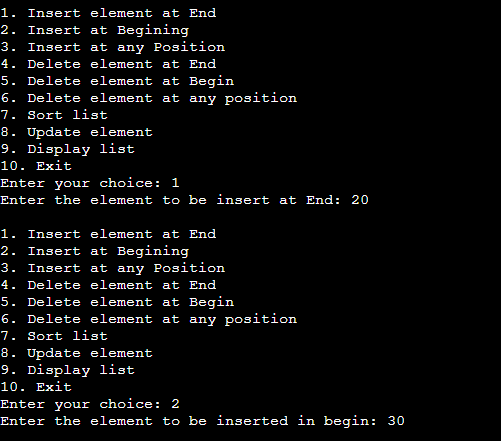 1. Insert element at End
2. Insert at Begining
3. Insert at any Position
4. Delete element at End
5. Delete element at Begin
6. Delete element at any position
7. Sort list
8. Update element
9. Display list
10. Exit
Enter your choice: 1
Enter the element to be insert at End: 20

1. Insert element at End
2. Insert at Begining
3. Insert at any Position
4. Delete element at End
5. Delete element at Begin
6. Delete element at any position
7. Sort list
8. Update element
9. Display list
10. Exit
Enter your choice: 2
Enter the element to be inserted in begin: 30